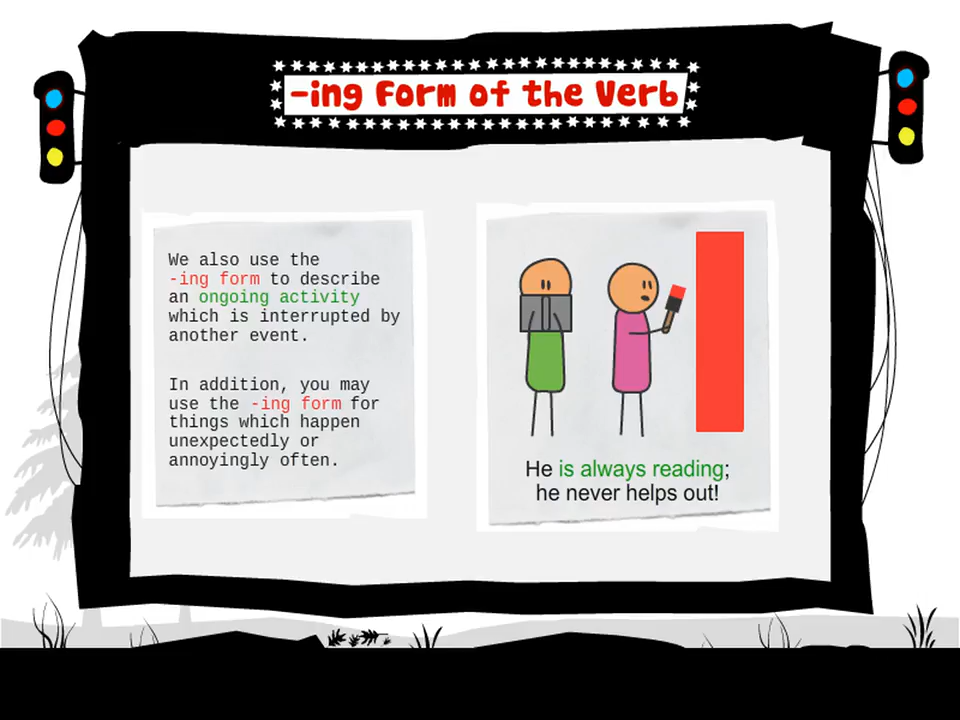 -ing Form of the Verb
We also use the
-ing form to describe
an ongoing activity
which is interrupted by
another event.
In addition, you may
use the -ing form for
things which happen
unexpectedly or
annoyingly often.
He is always reading;
he never helps out!